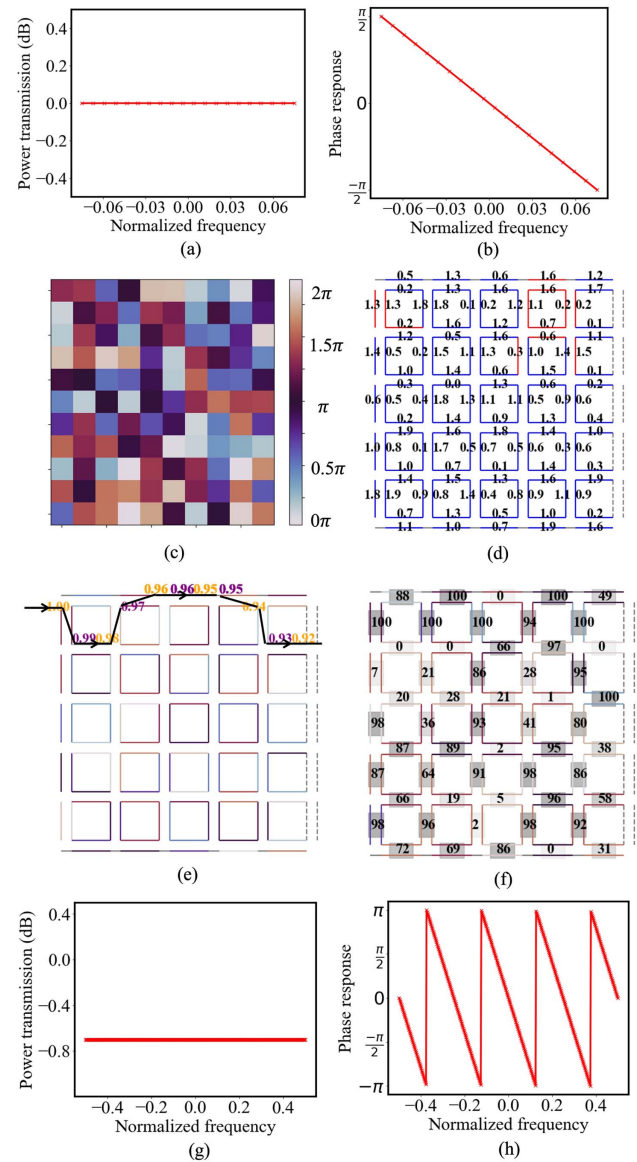 0.4
0.2
0.0
−0.2
−0.4
Power transmission (dB)
−0.06 −0.03 0.00 0.03 0.06
Normalized frequency
(a)
π/2
0
−π/2
Phase response
−0.06 −0.03 0.00 0.03 0.06
Normalized frequency
(b)
2π
1.5π
π
0.5π
0π
(c)
0.5 1.3 0.6 1.6 1.2
0.2 1.3 1.6 1.6 1.7
1.3 1.3 1.8 1.8 0.1 0.2 1.2 1.1 0.2 0.2
0.2 1.6 1.2 0.7 0.1
1.2 0.5 1.6 0.6 1.1
1.4 0.5 0.2 1.5 1.1 1.3 0.3 1.0 1.4 1.5
1.0 1.4 0.6 1.5 0.1
0.3 0.0 1.3 0.6 0.2
0.6 0.5 0.4 1.8 1.3 1.1 1.1 0.5 0.9 0.6
0.2 1.4 0.9 1.3 0.4
1.9 1.6 1.8 1.4 1.0
1.0 0.8 0.1 1.7 0.5 0.7 0.5 0.6 0.3 0.6
1.0 0.7 0.1 1.4 0.3
1.4 1.5 1.3 1.6 1.9
1.8 1.9 0.9 0.8 1.4 0.4 0.8 0.9 1.1 0.9
0.7 1.3 0.5 1.0 0.2
1.1 1.0 0.7 1.9 1.6
(d)
0.96 0.96 0.95 0.95
1.00 0.97 0.94
0.99 0.98 0.93 0.92
(e)
88 100 0 100 49
100 100 100 94 100
0 0 66 97 0
7 21 86 28 95
20 28 21 1 100
98 36 93 41 80
87 89 2 95 38
87 64 91 98 86
66 19 5 96 58
98 96 2 98 92
72 69 86 0 31
(f)
0.4
0.0
−0.4
−0.8
Power transmission (dB)
−0.4 −0.2 0.0 0.2 0.4
Normalized frequency
(g)
π
π/2
0
−π/2
−π
Phase response
−0.4 −0.2 0.0 0.2 0.4
Normalized frequency
(h)